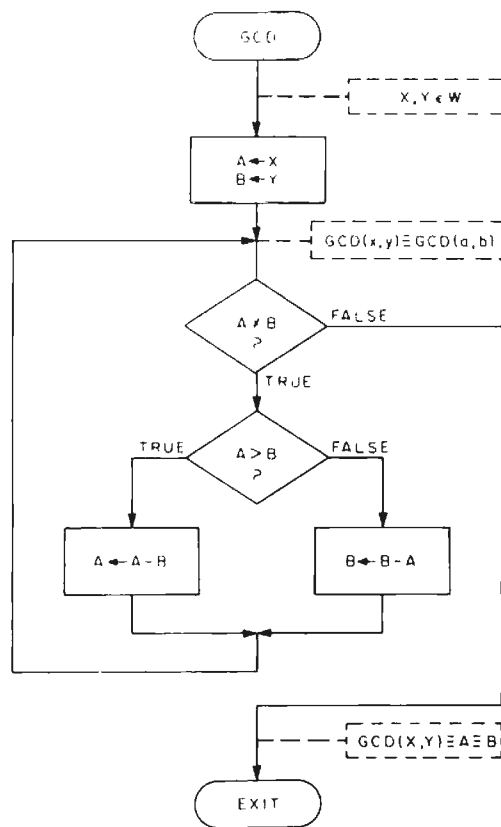 GCD
X, Y ϵ W
A ← X
B ← Y
GCD(x,y)≡GCD(a,b)
A ≠ B
?
FALSE
TRUE
TRUE
A > B
?
FALSE
A ← A - B
B ← B - A
GCD(X,Y)≡A≡B
EXIT